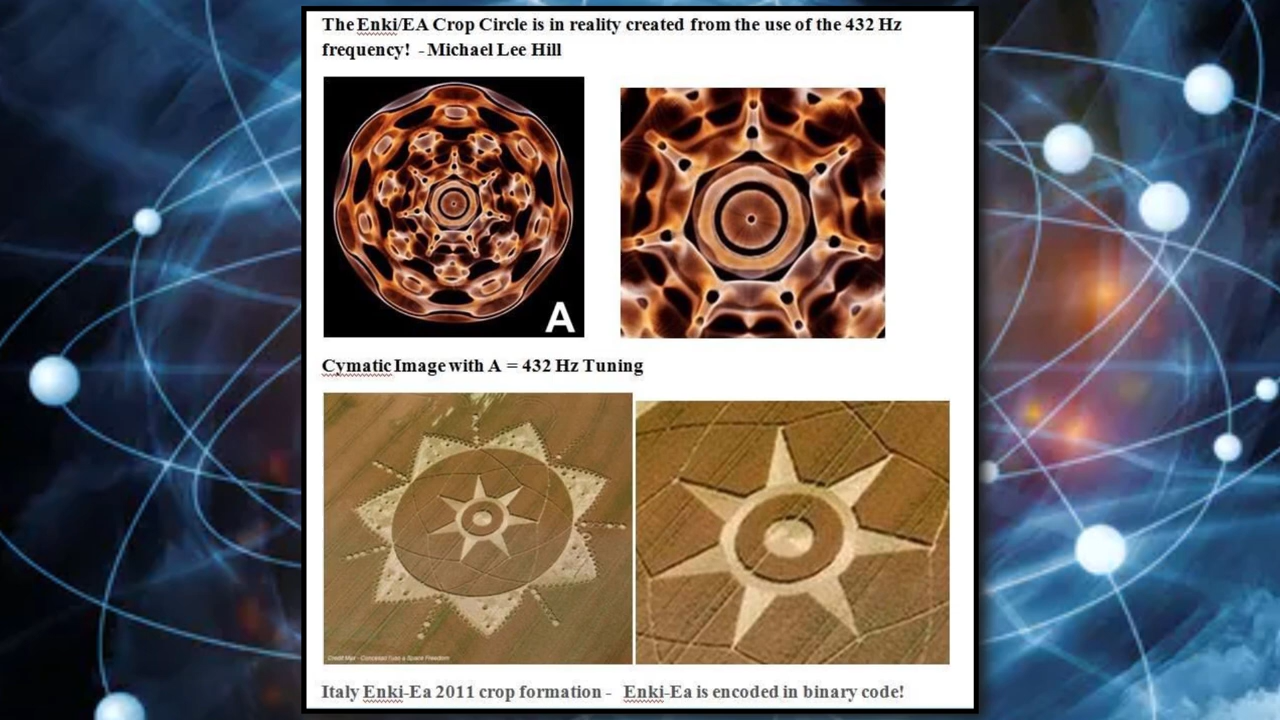 The Enki/EA Crop Circle is in reality created from the use of the 432 Hz
frequency!  - Michael Lee Hill
A
Cymatic Image with A = 432 Hz Tuning
Italy Enki-Ea 2011 crop formation -   Enki-Ea is encoded in binary code!